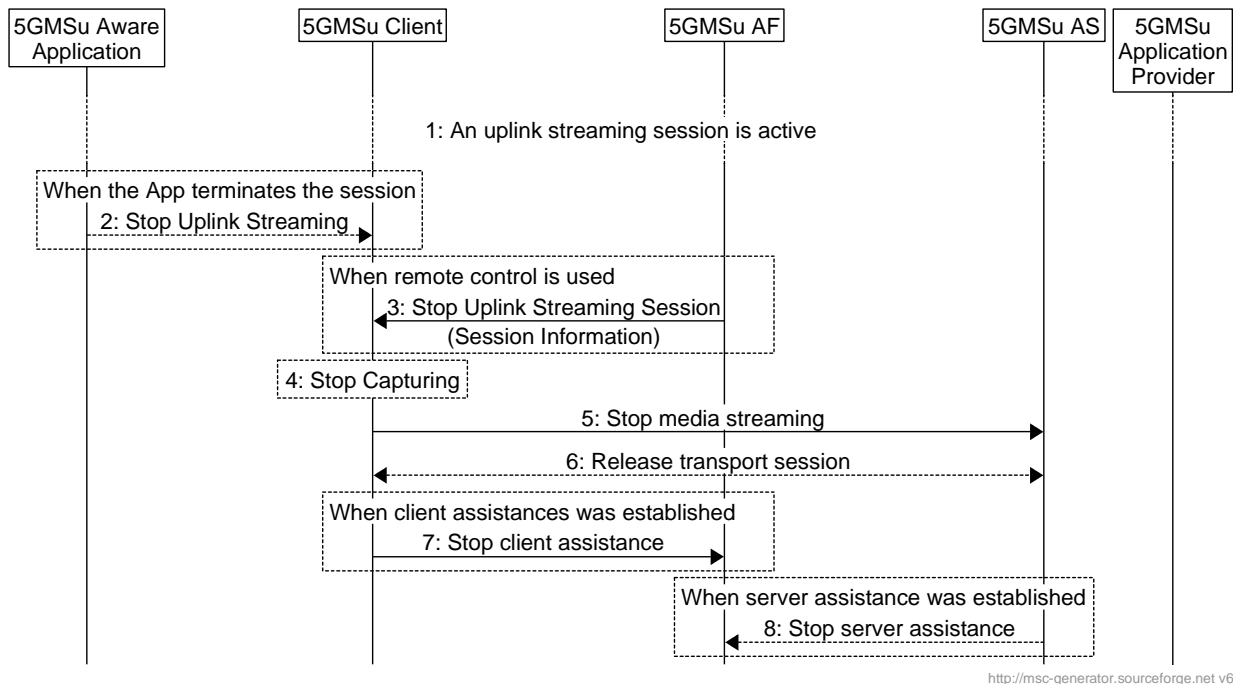 5GMSu Aware
Application
5GMSu Client
5GMSu AF
5GMSu AS
5GMSu
Application
Provider
1: An uplink streaming session is active
When the App terminates the session
2: Stop Uplink Streaming
When remote control is used
3: Stop Uplink Streaming Session
(Session Information)
4: Stop Capturing
5: Stop media streaming
6: Release transport session
When client assistances was established
7: Stop client assistance
When server assistance was established
8: Stop server assistance
http://msc-generator.sourceforge.net v6